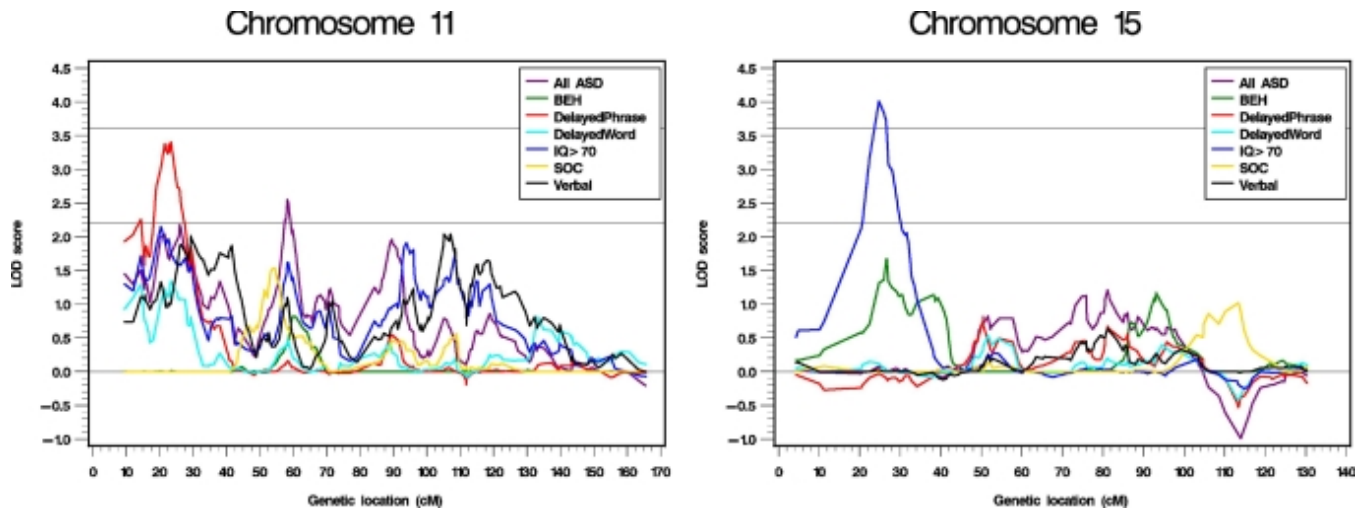 Chromosome 11
4.5
4.0
3.5
3.0
2.5
2.0
1.5
1.0
0.5
0.0
−0.5
−1.0
LOD score
All ASD
BEH
DelayedPhrase
DelayedWord
IQ> 70
SOC
Verbal
0 10 20 30 40 50 60 70 80 90 100 110 120 130 140 150 160 170
Genetic location (cM)
Chromosome 15
4.5
4.0
3.5
3.0
2.5
2.0
1.5
1.0
0.5
0.0
−0.5
−1.0
LOD score
All ASD
BEH
DelayedPhrase
DelayedWord
IQ> 70
SOC
Verbal
0 10 20 30 40 50 60 70 80 90 100 110 120 130 140
Genetic location (cM)